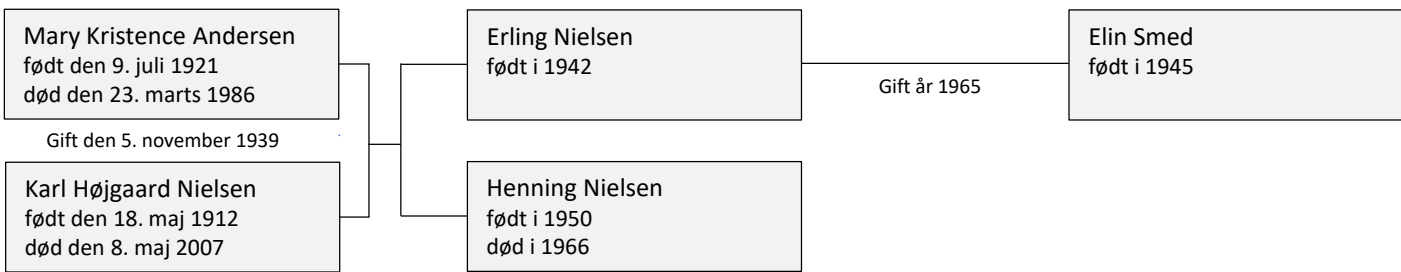 Mary Kristence Andersen
født den 9. juli 1921
død den 23. marts 1986
Gift den 5. november 1939
Karl Højgaard Nielsen
født den 18. maj 1912
død den 8. maj 2007
Erling Nielsen
født i 1942
Henning Nielsen
født i 1950
død i 1966
Gift år 1965
Elin Smed
født i 1945